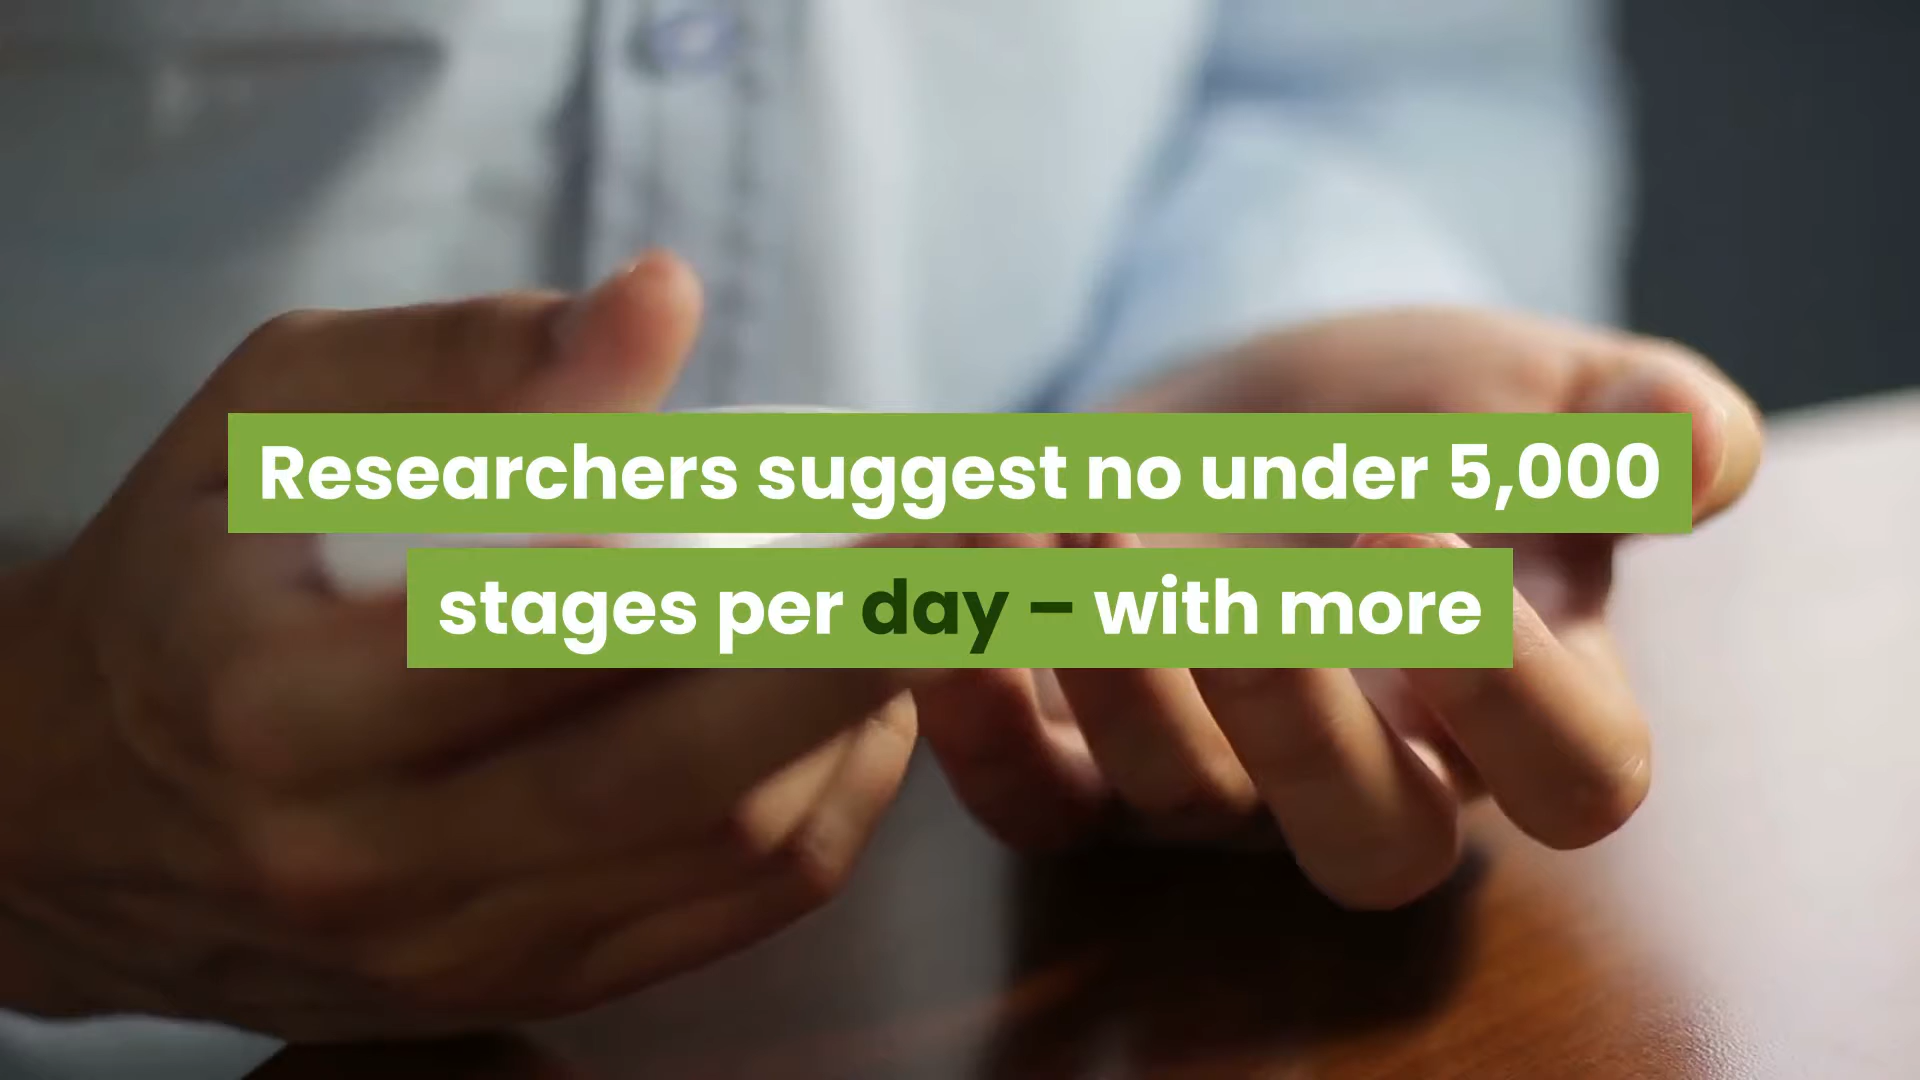 Researchers suggest no under 5,000
stages per day – with more